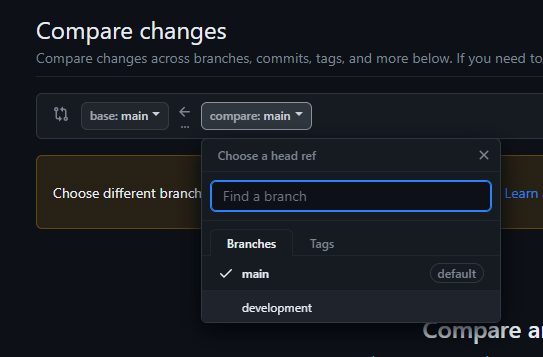 Compare changes
Compare changes across branches, commits, tags, and more below. If you need to
base: main
compare: main
...
Choose a head ref
Choose different branch
Learn
Find a branch
Branches Tags
main default
development
Compare an